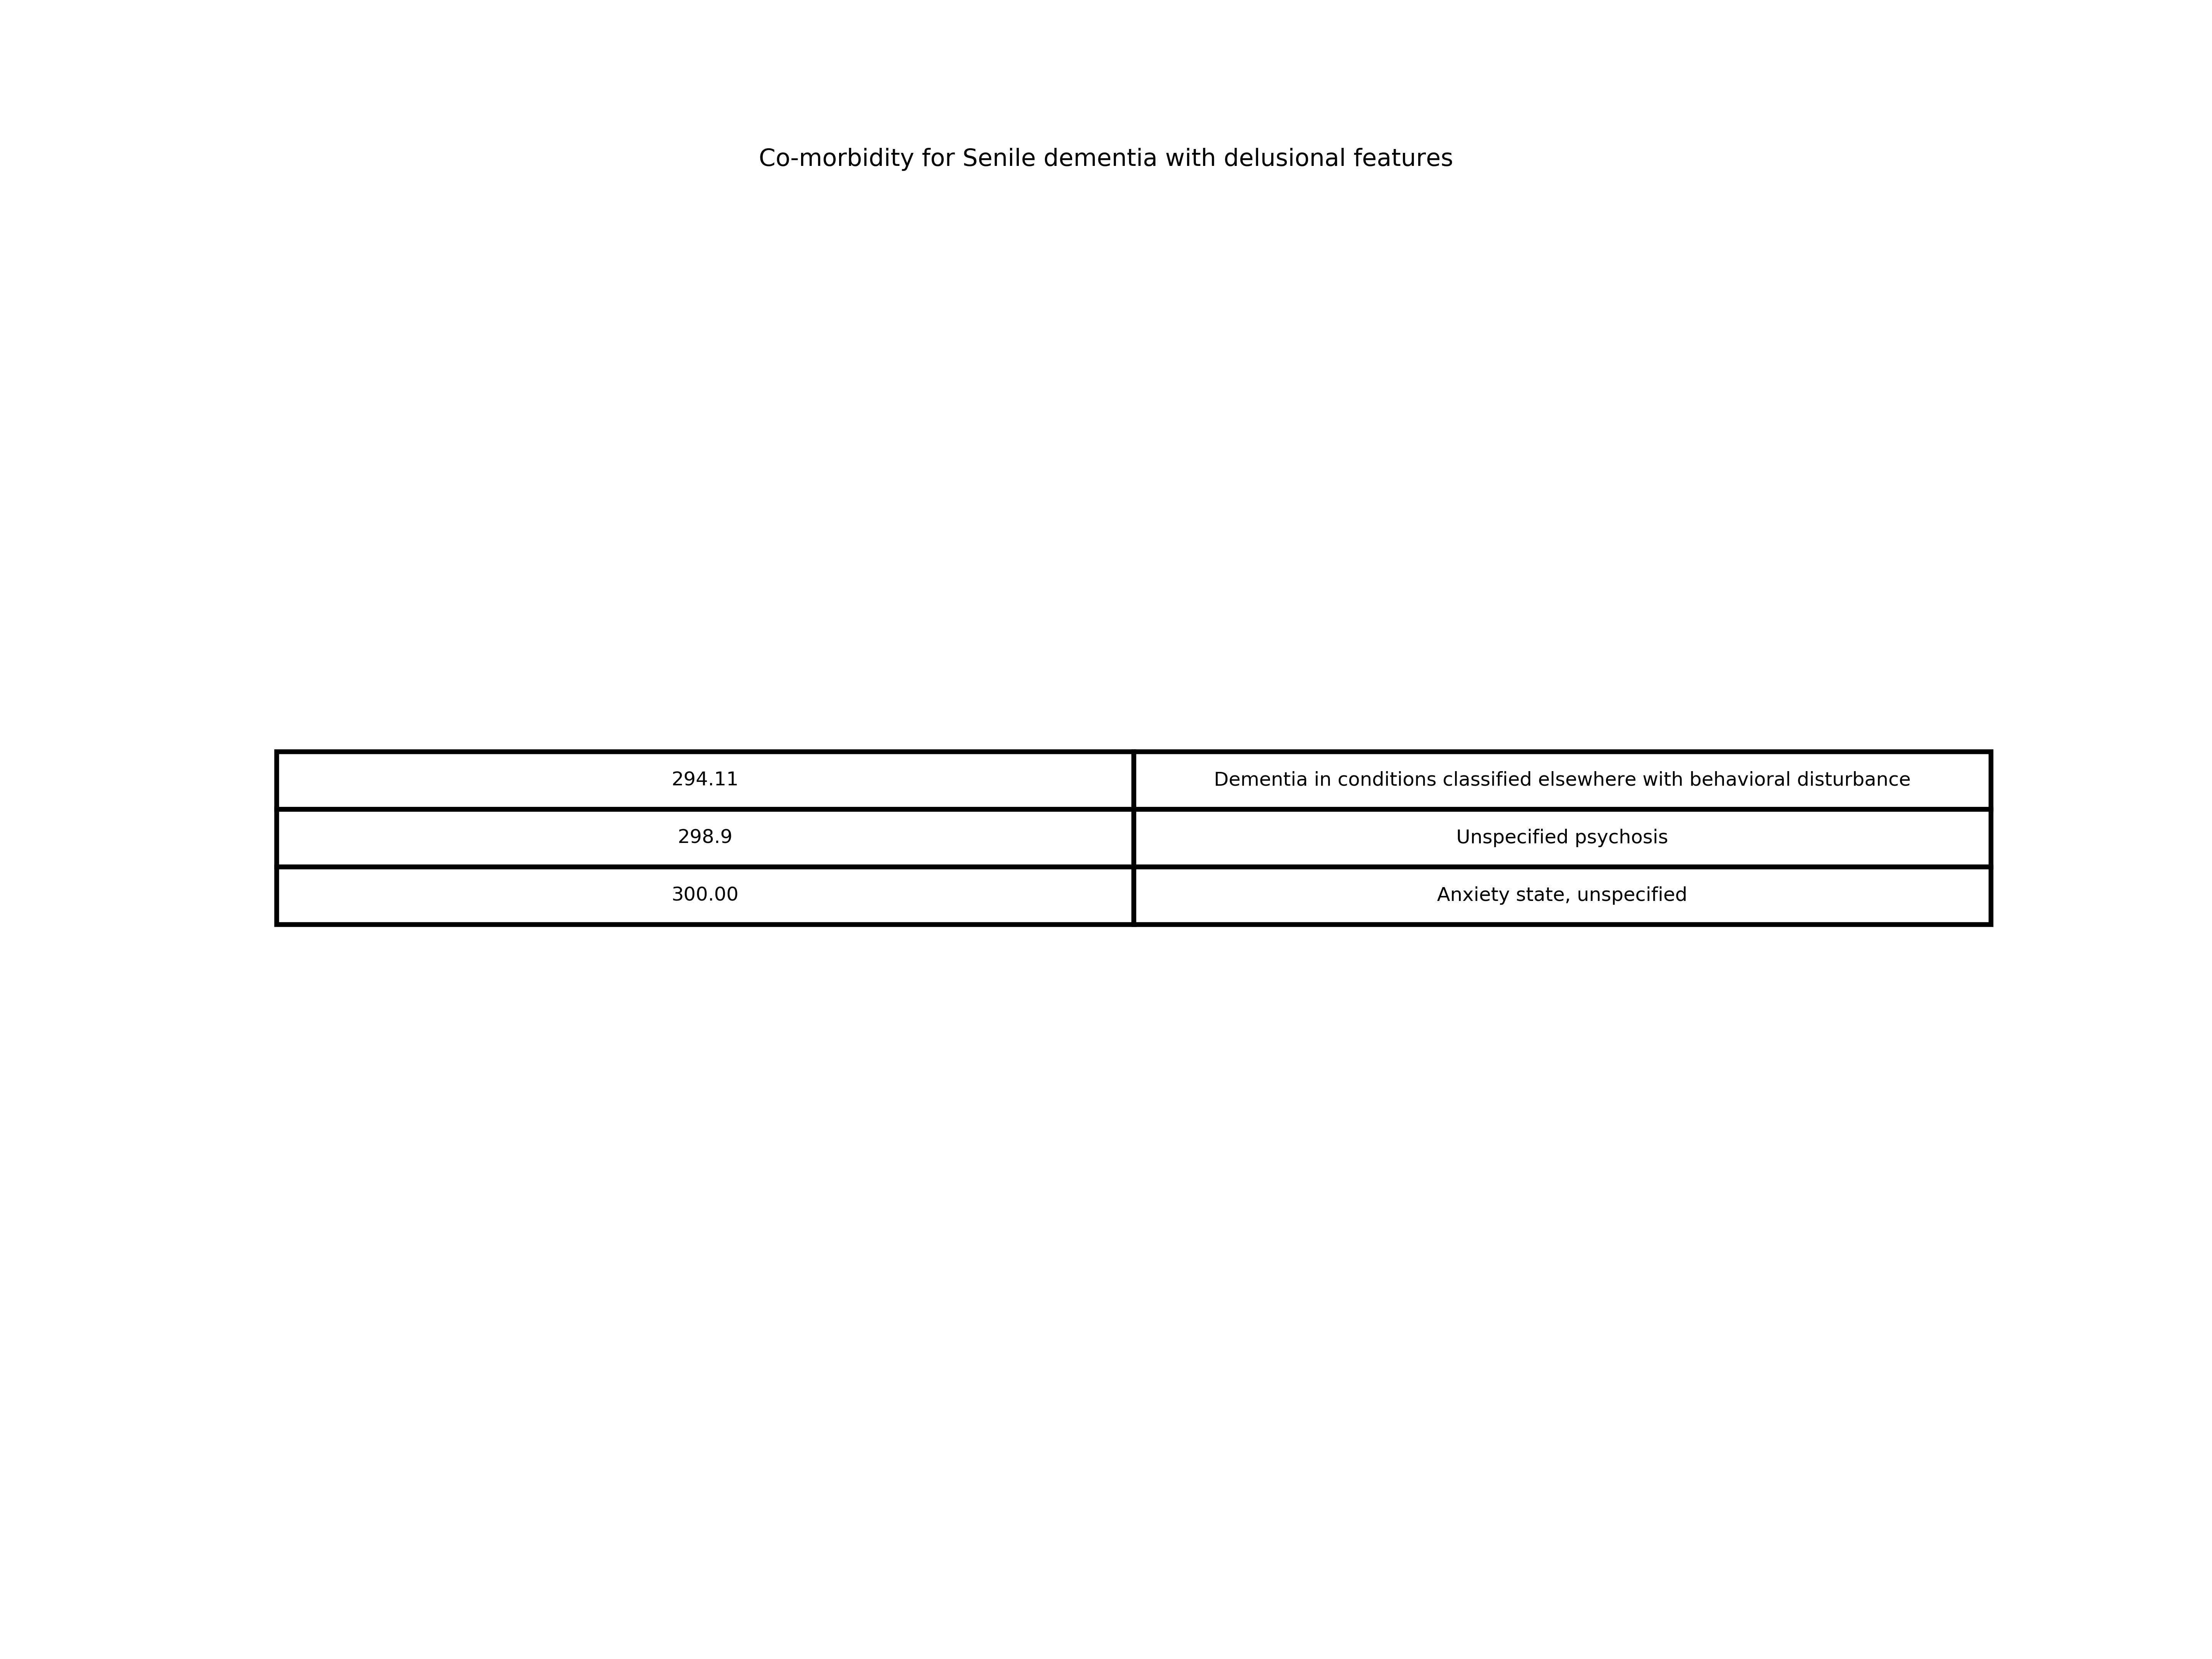 Co-morbidity for Senile dementia with delusional features
294.11 Dementia in conditions classified elsewhere with behavioral disturbance
298.9 Unspecified psychosis
300.00 Anxiety state, unspecified